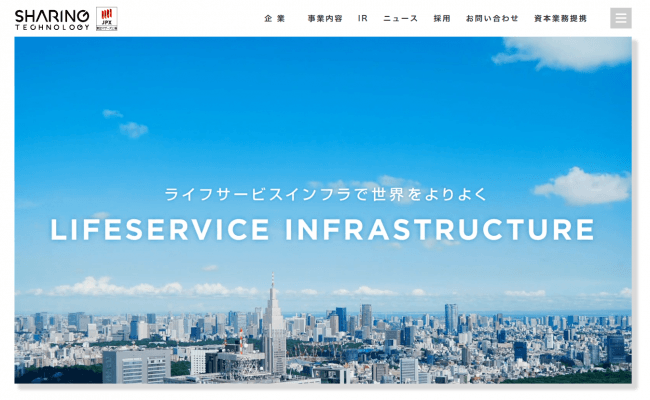 SHARING
TECHNOLOGY
JPX
企業
事業内容
IR
ニュース
採用
お問い合わせ
資本業務提携
ライフサービスインフラで世界をよりよく
LIFESERVICE INFRASTRUCTURE